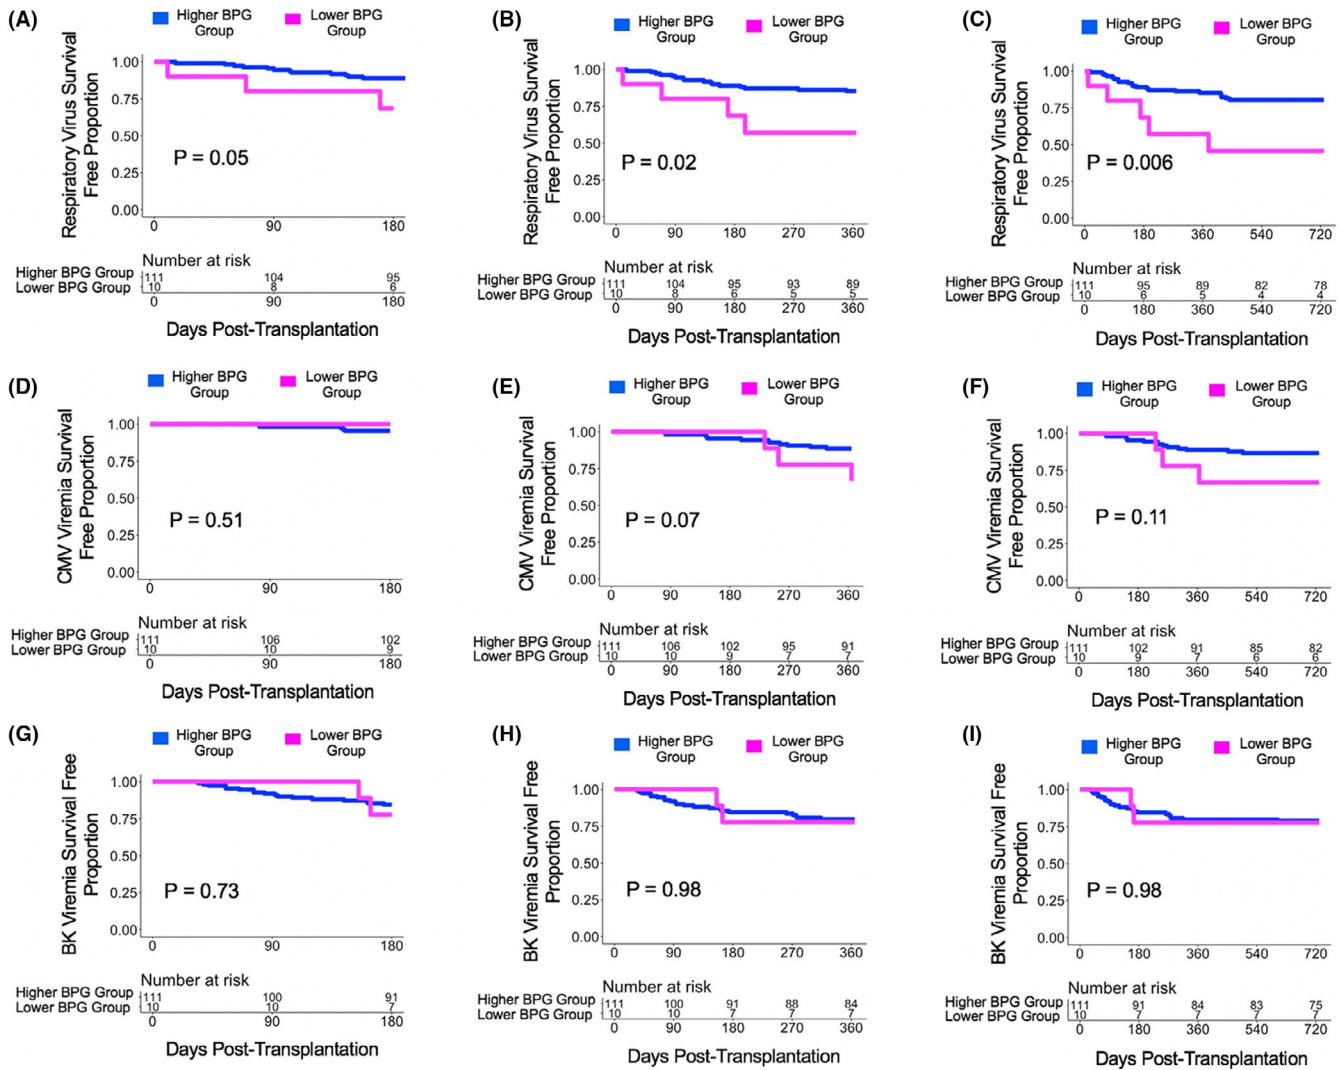 (A)
Higher BPG
Group
Lower BPG
Group
Respiratory Virus Survival
Free Proportion
1.00
0.75
0.50
0.25
0.00
P = 0.05
0 90 180
Number at risk
Higher BPG Group 111 104 95
Lower BPG Group 10 8 6
0 90 180
Days Post-Transplantation
(B)
Higher BPG
Group
Lower BPG
Group
Respiratory Virus Survival
Free Proportion
1.00
0.75
0.50
0.25
0.00
P = 0.02
0 90 180 270 360
Number at risk
Higher BPG Group 111 104 95 93 89
Lower BPG Group 10 8 6 5 5
0 90 180 270 360
Days Post-Transplantation
(C)
Higher BPG
Group
Lower BPG
Group
Respiratory Virus Survival
Free Proportion
1.00
0.75
0.50
0.25
0.00
P = 0.006
0 180 360 540 720
Number at risk
Higher BPG Group 111 95 89 82 78
Lower BPG Group 10 6 5 4 4
0 180 360 540 720
Days Post-Transplantation
(D)
Higher BPG
Group
Lower BPG
Group
CMV Viremia Survival
Free Proportion
1.00
0.75
0.50
0.25
0.00
P = 0.51
0 90 180
Number at risk
Higher BPG Group 111 106 102
Lower BPG Group 10 10 9
0 90 180
Days Post-Transplantation
(E)
Higher BPG
Group
Lower BPG
Group
CMV Viremia Survival
Free Proportion
1.00
0.75
0.50
0.25
0.00
P = 0.07
0 90 180 270 360
Number at risk
Higher BPG Group 111 106 102 95 91
Lower BPG Group 10 10 9 7 7
0 90 180 270 360
Days Post-Transplantation
(F)
Higher BPG
Group
Lower BPG
Group
CMV Viremia Survival
Free Proportion
1.00
0.75
0.50
0.25
0.00
P = 0.11
0 180 360 540 720
Number at risk
Higher BPG Group 111 102 91 85 82
Lower BPG Group 10 9 7 6 6
0 180 360 540 720
Days Post-Transplantation
(G)
Higher BPG
Group
Lower BPG
Group
BK Viremia Survival Free
Proportion
1.00
0.75
0.50
0.25
0.00
P = 0.73
0 90 180
Number at risk
Higher BPG Group 111 100 91
Lower BPG Group 10 10 7
0 90 180
Days Post-Transplantation
(H)
Higher BPG
Group
Lower BPG
Group
BK Viremia Survival Free
Proportion
1.00
0.75
0.50
0.25
0.00
P = 0.98
0 90 180 270 360
Number at risk
Higher BPG Group 111 100 91 88 84
Lower BPG Group 10 10 7 7 7
0 90 180 270 360
Days Post-Transplantation
(I)
Higher BPG
Group
Lower BPG
Group
BK Viremia Survival Free
Proportion
1.00
0.75
0.50
0.25
0.00
P = 0.98
0 180 360 540 720
Number at risk
Higher BPG Group 111 91 84 83 75
Lower BPG Group 10 7 7 7 7
0 180 360 540 720
Days Post-Transplantation